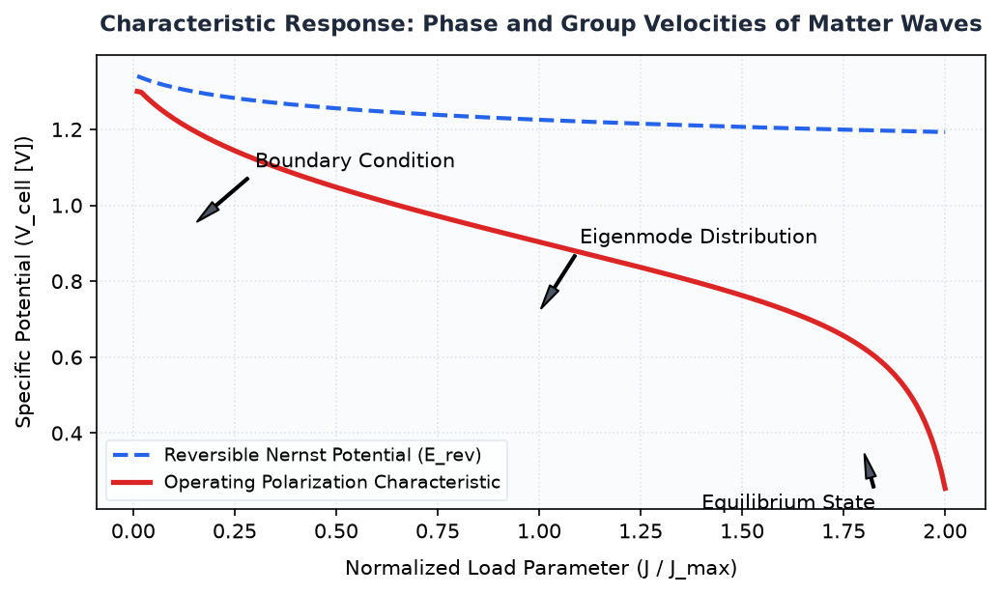 Characteristic Response: Phase and Group Velocities of Matter Waves
Specific Potential (V_cell [V])
1.2
1.0
0.8
0.6
0.4
Boundary Condition
Eigenmode Distribution
Equilibrium State
Reversible Nernst Potential (E_rev)
Operating Polarization Characteristic
0.00 0.25 0.50 0.75 1.00 1.25 1.50 1.75 2.00
Normalized Load Parameter (J / J_max)